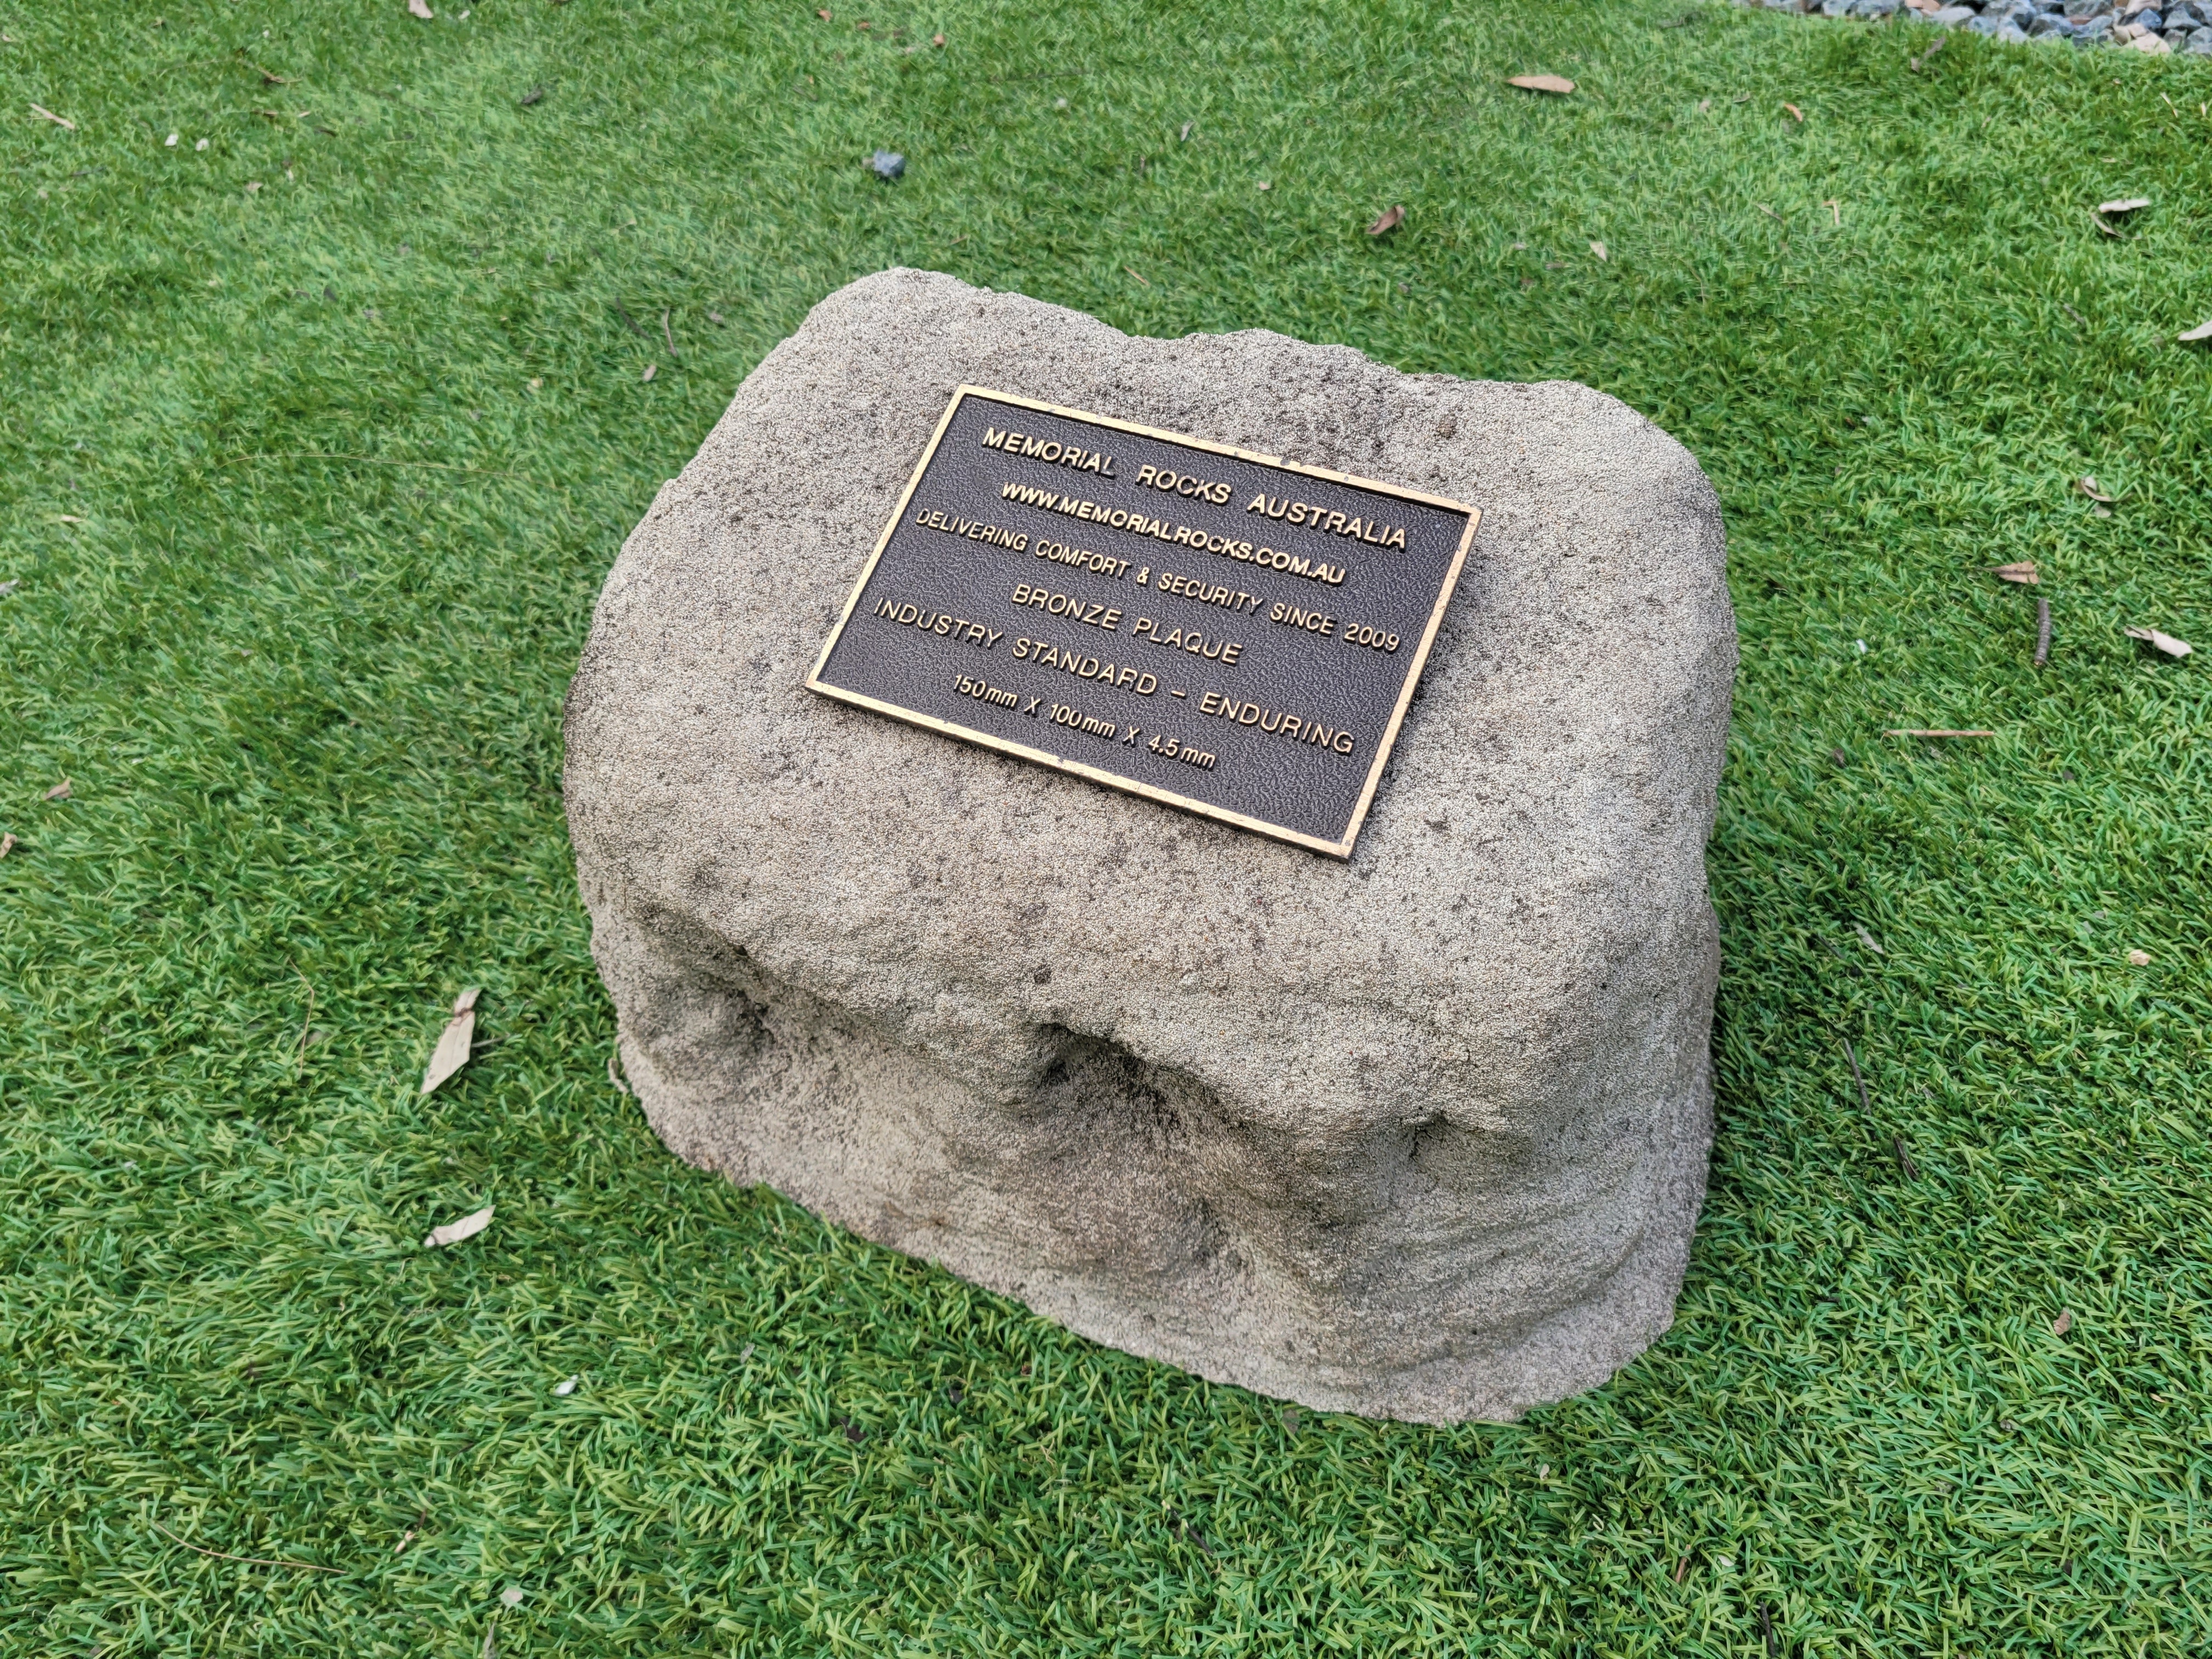 MEMORIAL ROCKS AUSTRALIA
WWW.MEMORIALROCKS.COM.AU
DELIVERING COMFORT & SECURITY SINCE 2009
BRONZE PLAQUE
INDUSTRY STANDARD - ENDURING
150mm X 100mm X 4.5mm